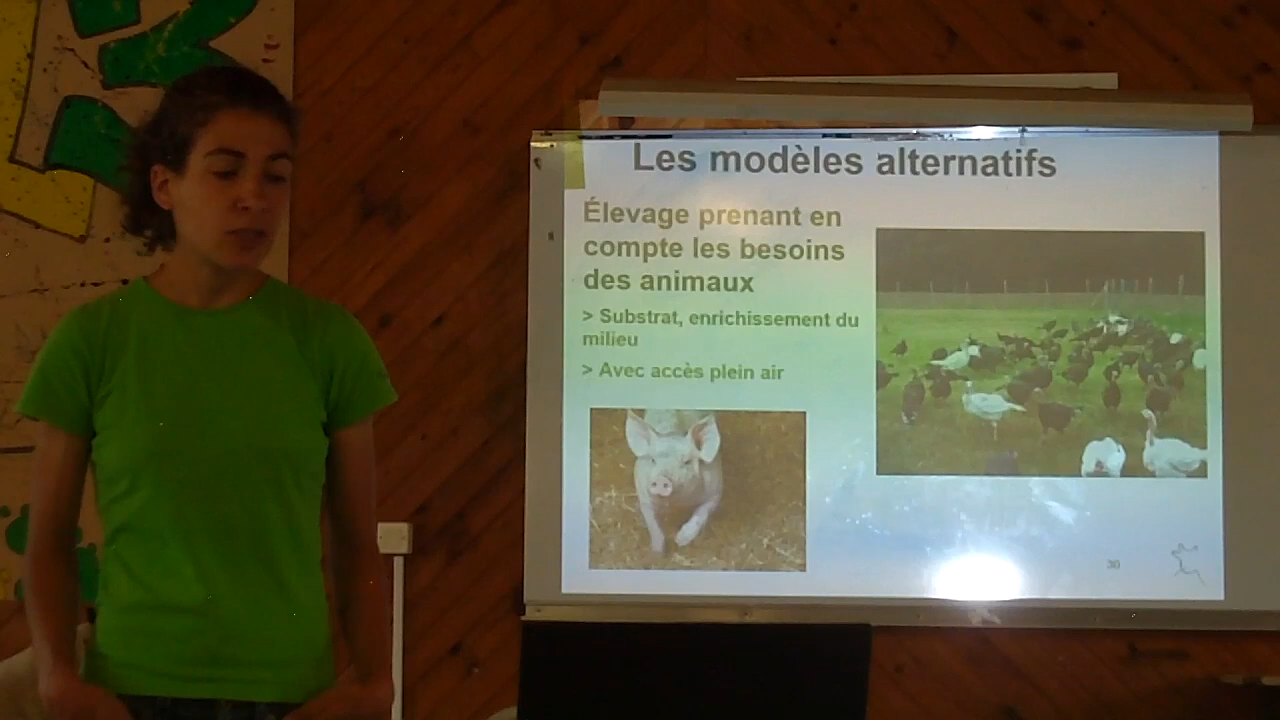 Les modèles alternatifs
Élevage prenant en
compte les besoins
des animaux
> Substrat, enrichissement du
milieu
> Avec accès plein air
30